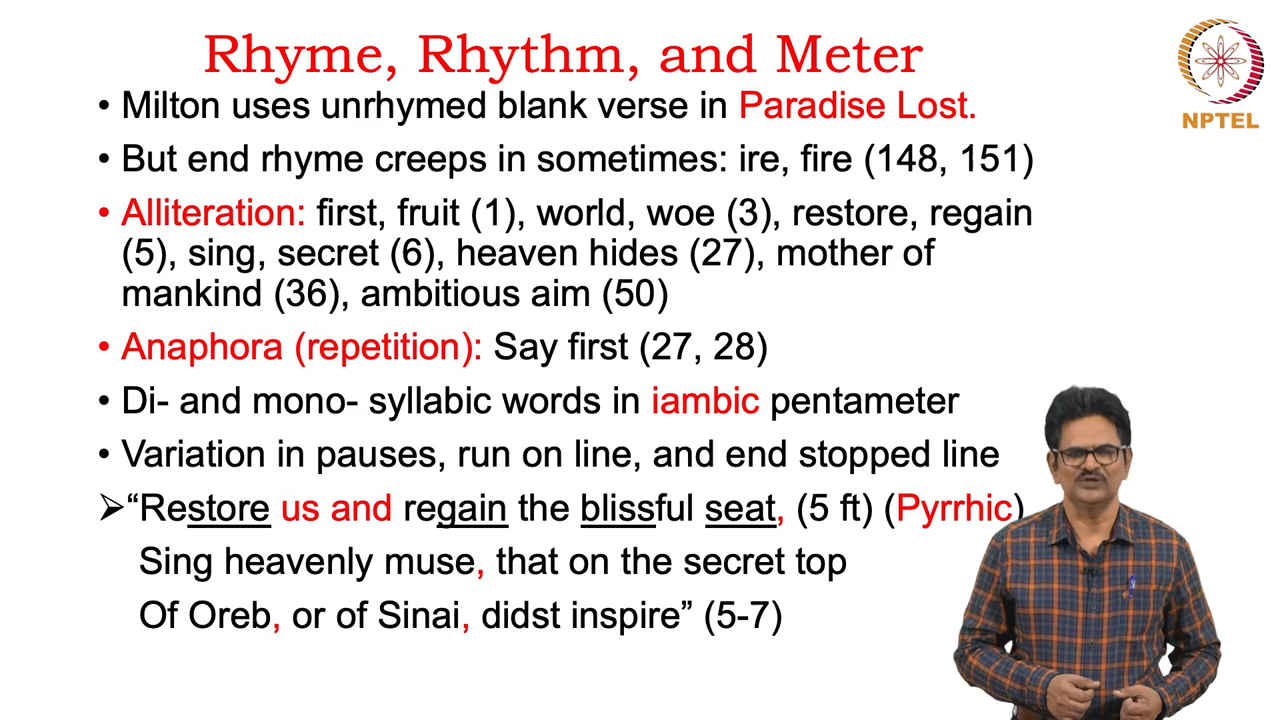 Rhyme, Rhythm, and Meter
• Milton uses unrhymed blank verse in Paradise Lost.
• But end rhyme creeps in sometimes: ire, fire (148, 151)
• Alliteration: first, fruit (1), world, woe (3), restore, regain
(5), sing, secret (6), heaven hides (27), mother of
mankind (36), ambitious aim (50)
• Anaphora (repetition): Say first (27, 28)
• Di- and mono- syllabic words in iambic pentameter
• Variation in pauses, run on line, and end stopped line
➢“Restore us and regain the blissful seat, (5 ft) (Pyrrhic)
Sing heavenly muse, that on the secret top
Of Oreb, or of Sinai, didst inspire” (5-7)
NPTEL